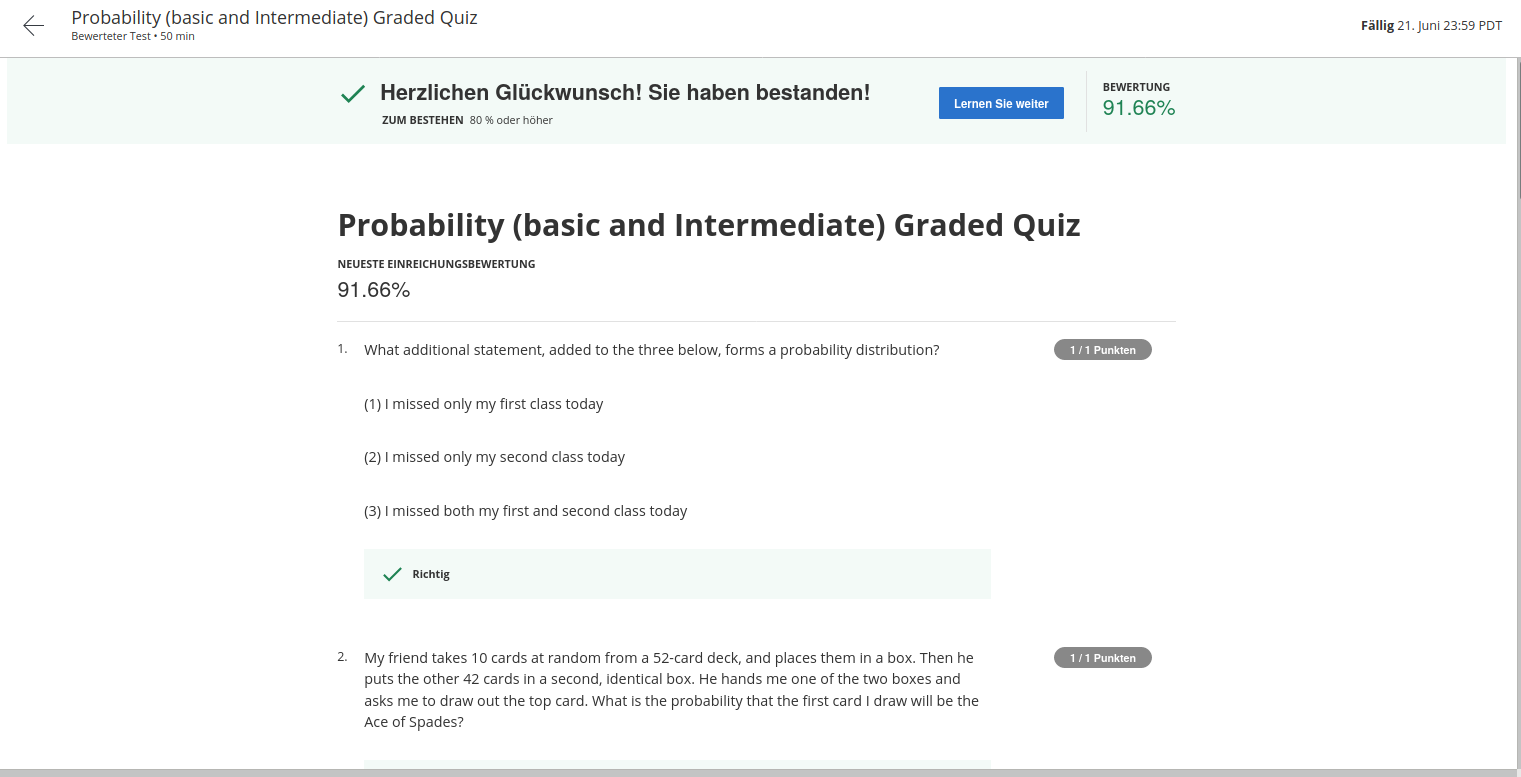 Probability (basic and Intermediate) Graded Quiz
Bewerteter Test • 50 min
Fällig 21. Juni 23:59 PDT
Herzlichen Glückwunsch! Sie haben bestanden!
ZUM BESTEHEN 80 % oder höher
Lernen Sie weiter
BEWERTUNG
91.66%
Probability (basic and Intermediate) Graded Quiz
NEUESTE EINREICHUNGSBEWERTUNG
91.66%
1. What additional statement, added to the three below, forms a probability distribution?
1 / 1 Punkten
(1) I missed only my first class today
(2) I missed only my second class today
(3) I missed both my first and second class today
Richtig
2. My friend takes 10 cards at random from a 52-card deck, and places them in a box. Then he
1 / 1 Punkten
puts the other 42 cards in a second, identical box. He hands me one of the two boxes and
asks me to draw out the top card. What is the probability that the first card I draw will be the
Ace of Spades?